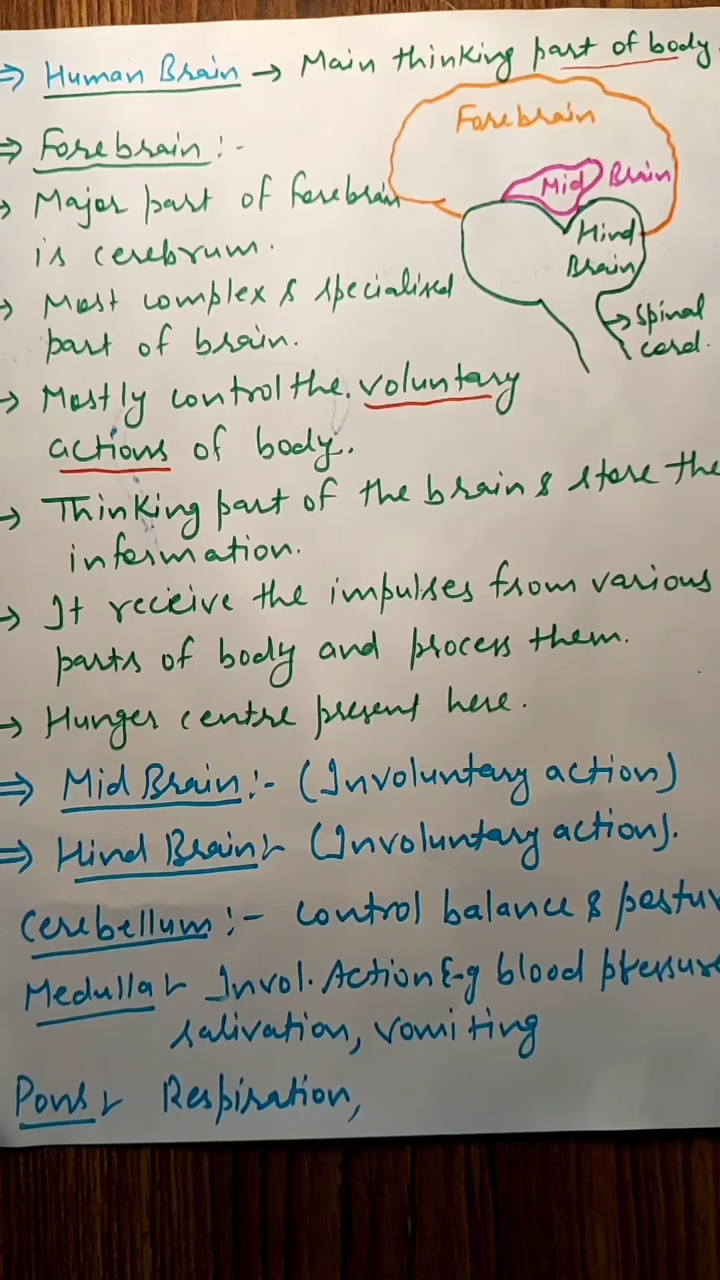 ⇒ Human Brain → Main thinking part of body.
Forebrain
⇒ Forebrain :-
Mid Brain
→ Major part of forebrain
is cerebrum.
Hind
Brain
→ Most complex & specialised
part of brain.
→ Spinal
cord.
→ Mostly control the voluntary
actions of body.
→ Thinking part of the brain & store the
information.
→ It receive the impulses from various
parts of body and process them.
→ Hunger centre present here.
⇒ Mid Brain :- (Involuntary action)
⇒ Hind Brain :- (Involuntary action).
Cerebellum :- Control balance & postur
Medulla :- Invol. Action E.g blood pressure
salivation, vomiting
Pons :- Respiration,